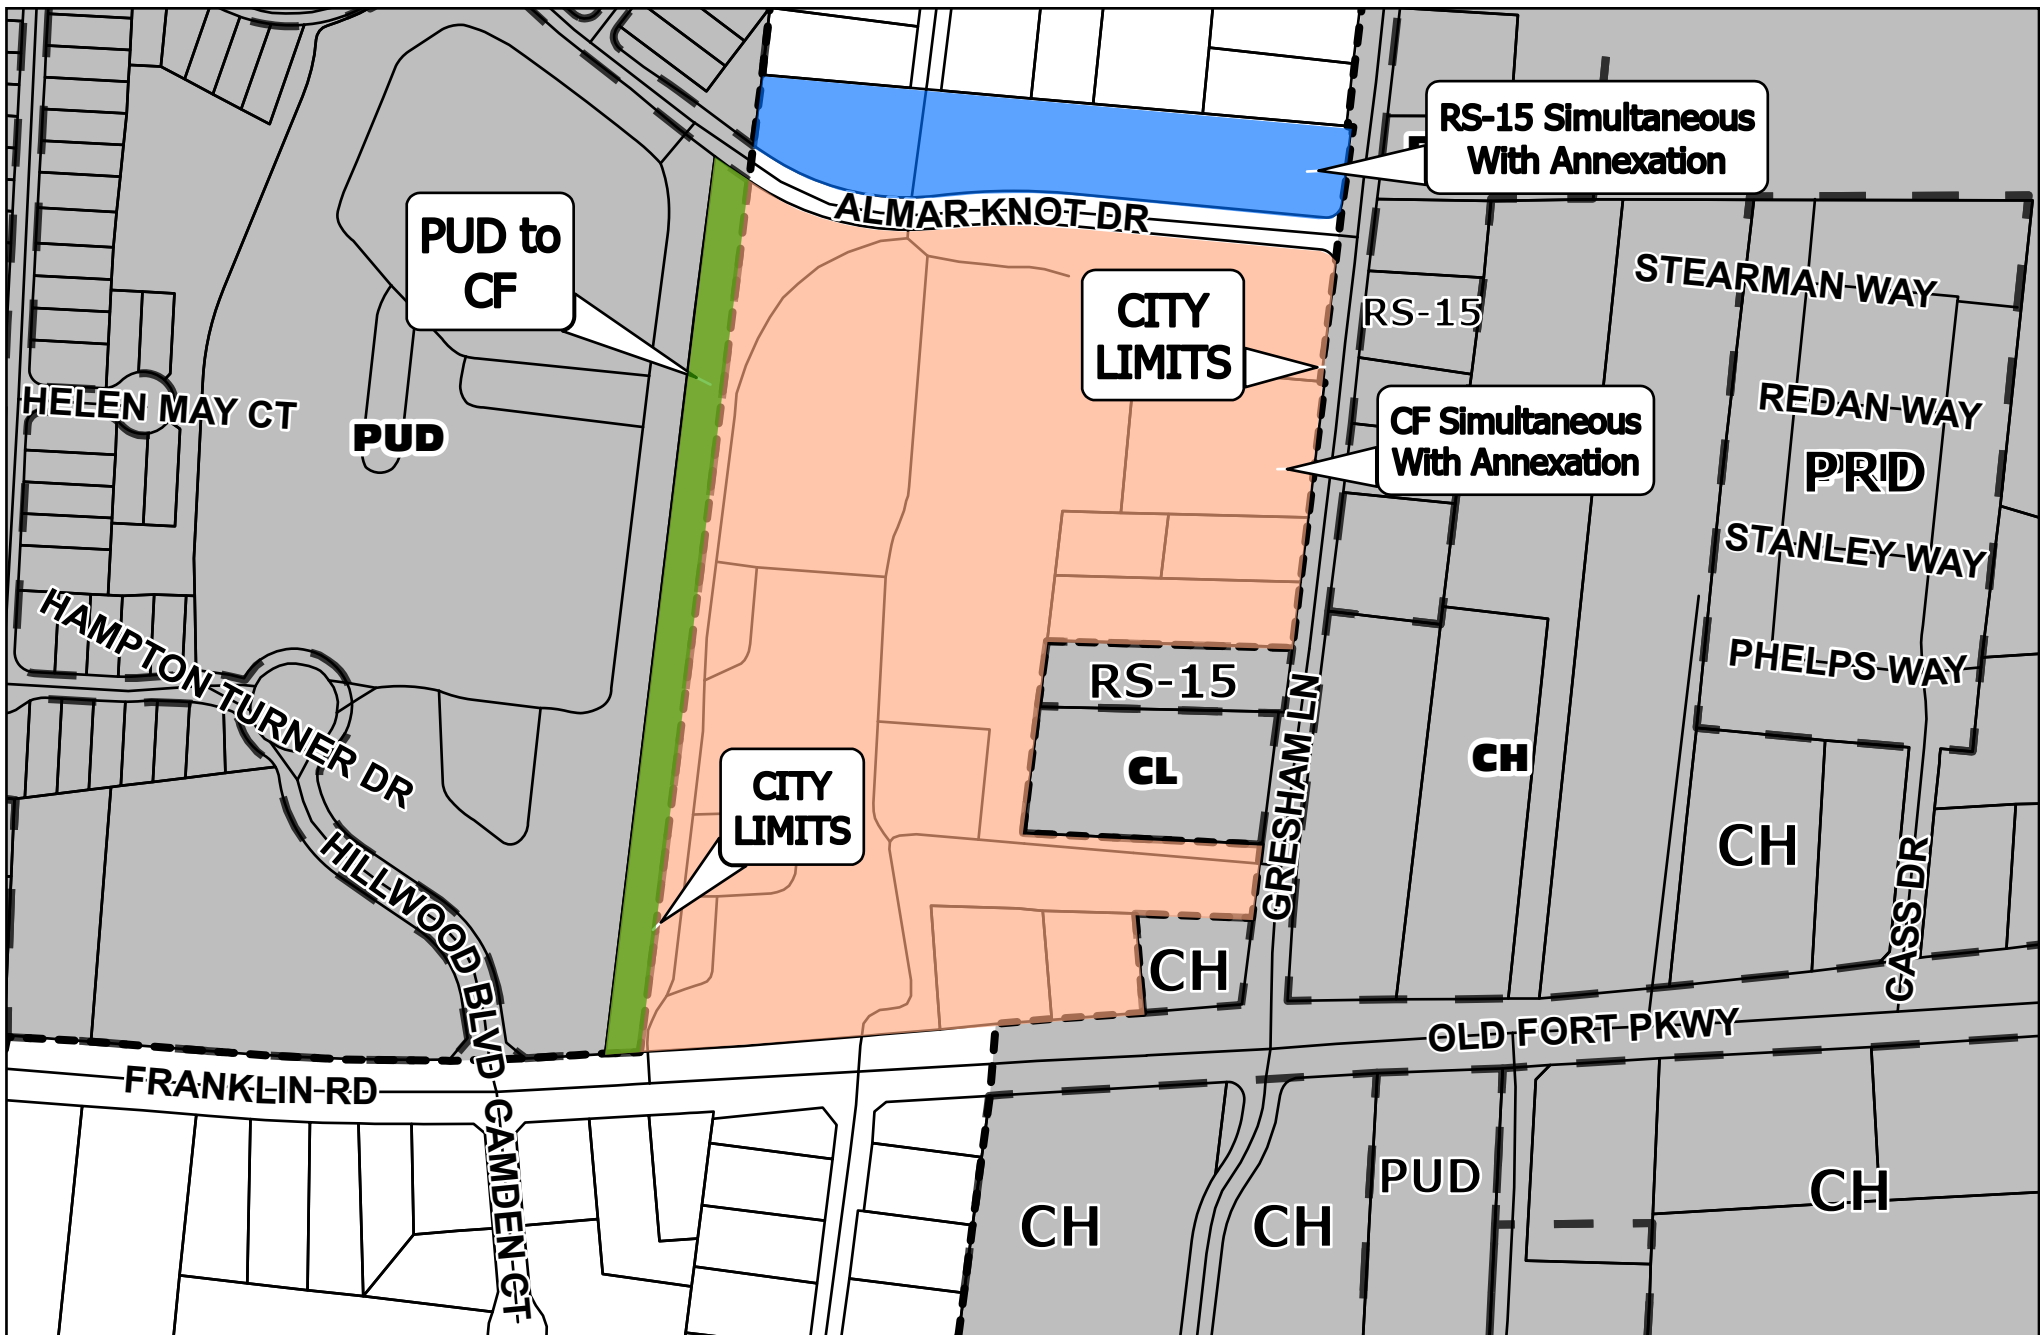 RS-15 Simultaneous
With Annexation
ALMAR KNOT DR
PUD to
CF
CITY
LIMITS
RS-15
STEARMAN WAY
HELEN MAY CT
PUD
CF Simultaneous
With Annexation
REDAN WAY
PRD
STANLEY WAY
HAMPTON TURNER DR
RS-15
PHELPS WAY
CL
GRESHAM LN
CH
CITY
LIMITS
HILLWOOD BLVD
CH
CASS DR
CH
OLD FORT PKWY
FRANKLIN RD
CAMDEN CT
CH
CH
PUD
CH